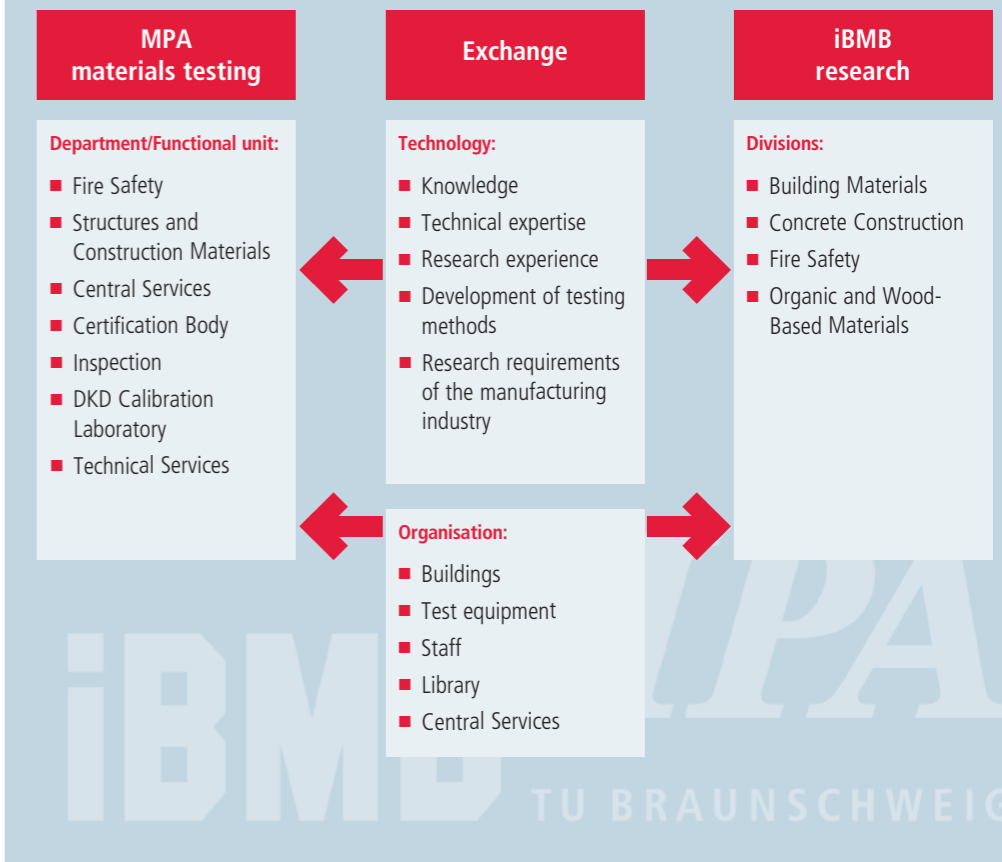 MPA
materials testing
Exchange
iBMB
research
Department/Functional unit:
■ Fire Safety
■ Structures and
Construction Materials
■ Central Services
■ Certification Body
■ Inspection
■ DKD Calibration
Laboratory
■ Technical Services
Technology:
■ Knowledge
■ Technical expertise
■ Research experience
■ Development of testing
methods
■ Research requirements
of the manufacturing
industry
Divisions:
■ Building Materials
■ Concrete Construction
■ Fire Safety
■ Organic and Wood-
Based Materials
Organisation:
■ Buildings
■ Test equipment
■ Staff
■ Library
■ Central Services
iBMB
MPA
TU BRAUNSCHWEIG